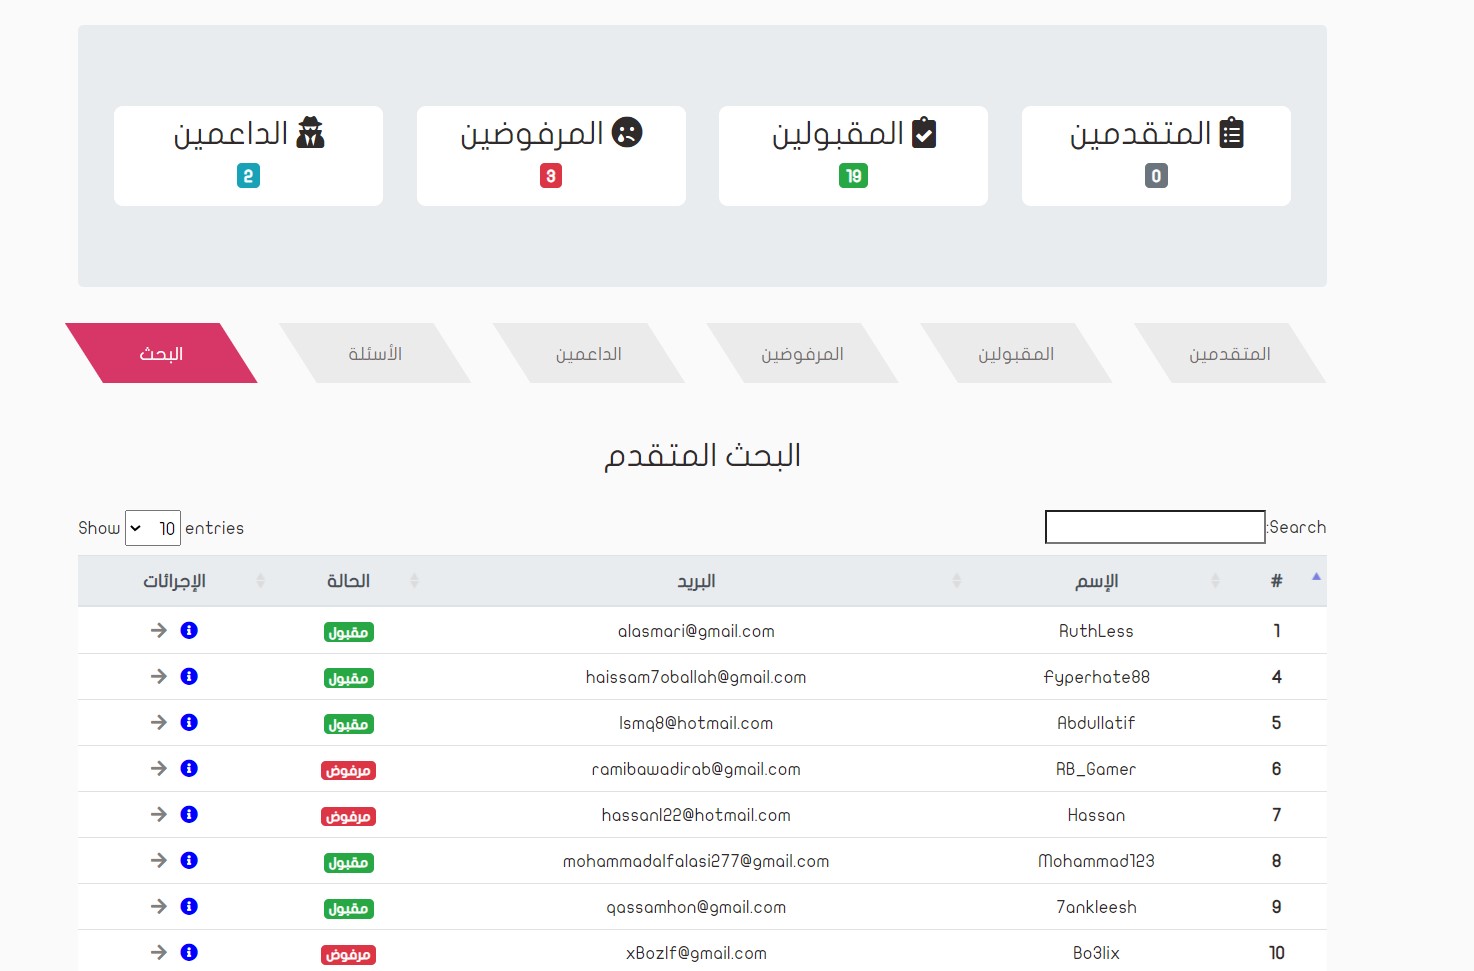 المتقدمين
0
المقبولين
19
المرفوضين
3
الداعمين
2
المتقدمين
المقبولين
المرفوضين
الداعمين
الأسئلة
البحث
البحث المتقدم
Search:
Show 10 entries
# الإسم البريد الحالة الإجرائات
1 RuthLess alasmari@gmail.com مقبول
4 Fyperhate88 haissam7oballah@gmail.com مقبول
5 Abdullatif lsmq8@hotmail.com مقبول
6 RB_Gamer ramibawadirab@gmail.com مرفوض
7 Hassan hassan122@hotmail.com مرفوض
8 Mohammad123 mohammadalfalasi277@gmail.com مقبول
9 7ankleesh qassamhon@gmail.com مقبول
10 Bo3lix xBozlf@gmail.com مرفوض